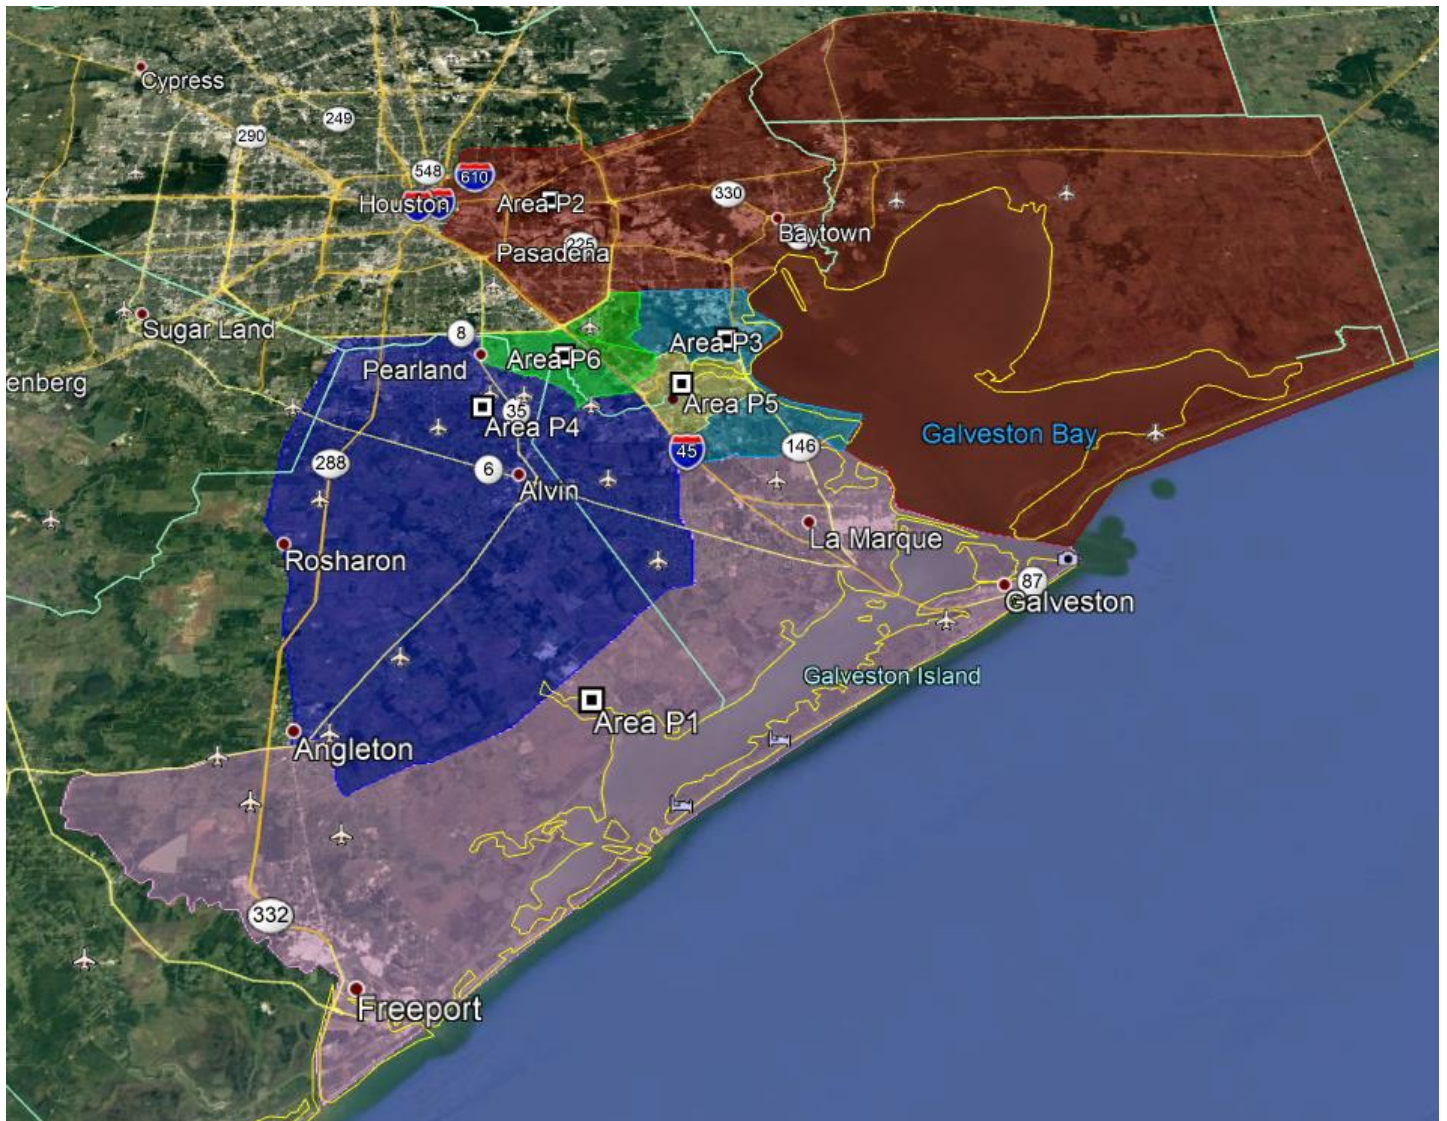 Cypress
249
290
548
610
Houston
Area P2
330
Baytown
225
Pasadena
Sugar Land
8
Area P3
Pearland
Area P6
enberg
35
Area P5
Area P4
Galveston Bay
45
146
288
6
Alvin
La Marque
Rosharon
87
Galveston
Galveston Island
Area P1
Angleton
332
Freeport